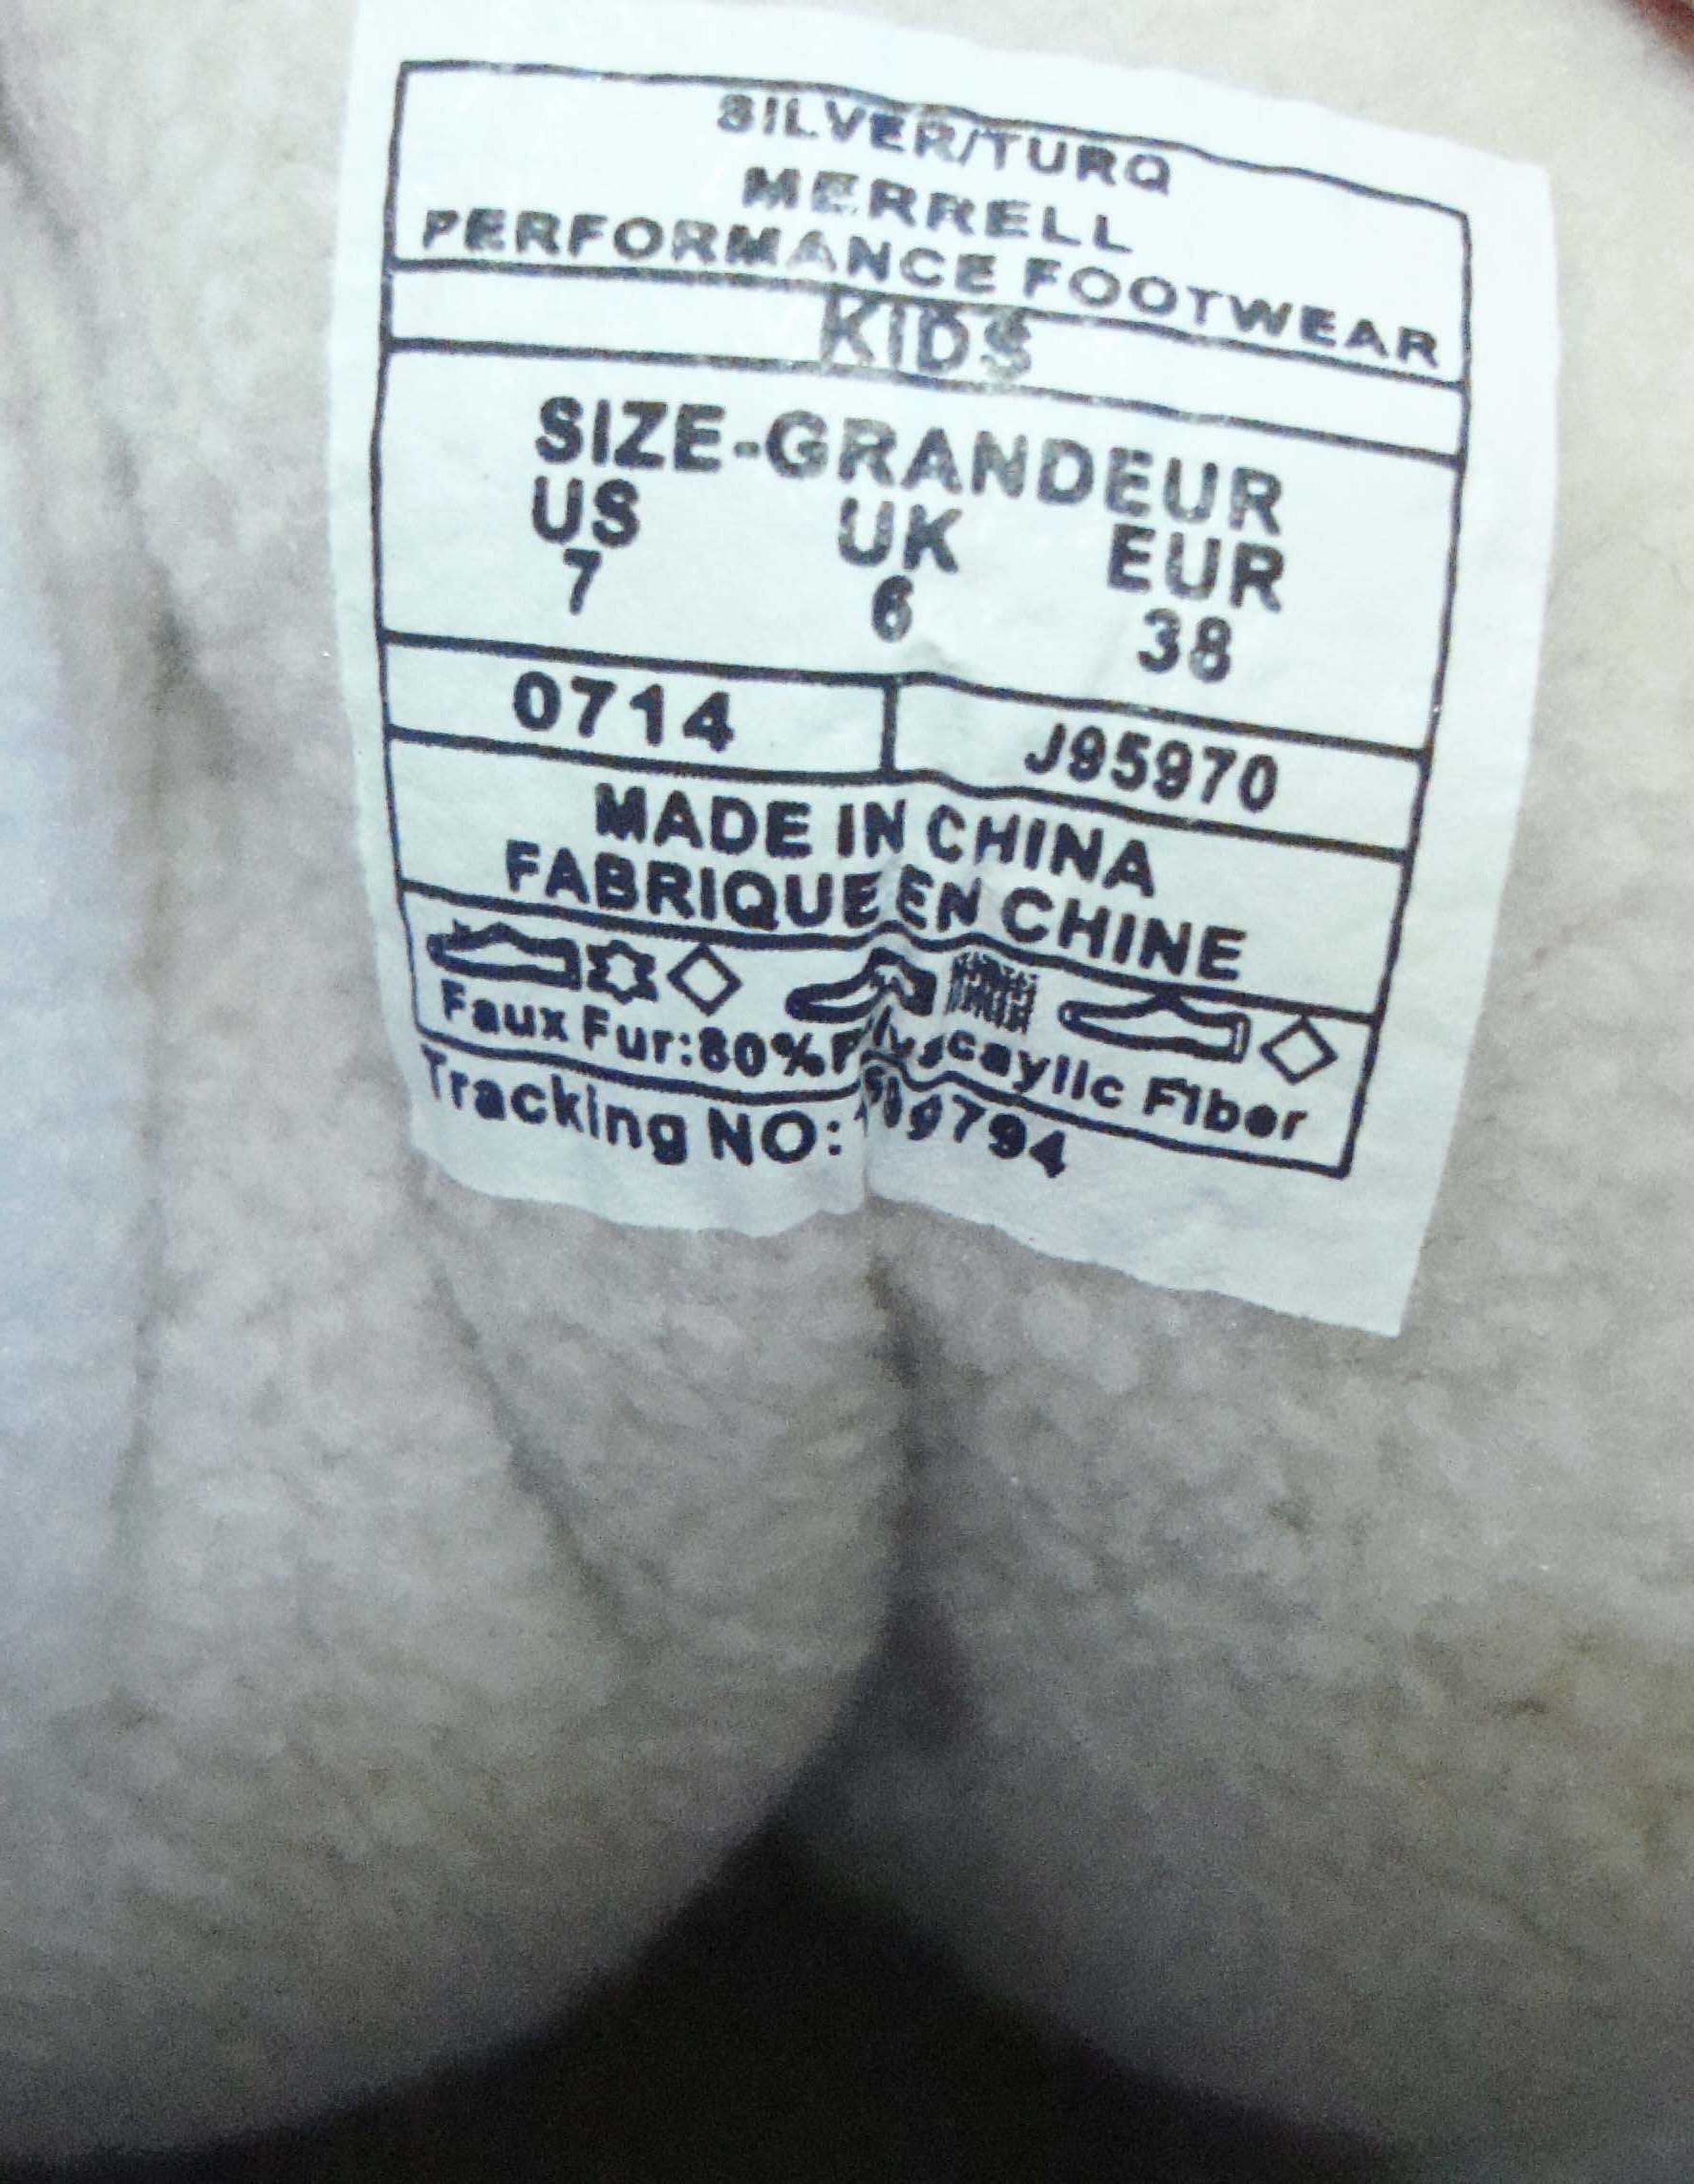 SILVER/TURQ
MERRELL
PERFORMANCE FOOTWEAR
KIDS
SIZE-GRANDEUR
US UK EUR
7 6 38
0714 J95970
MADE IN CHINA
FABRIQUE EN CHINE
Faux Fur:80% Fiber
Tracking NO: